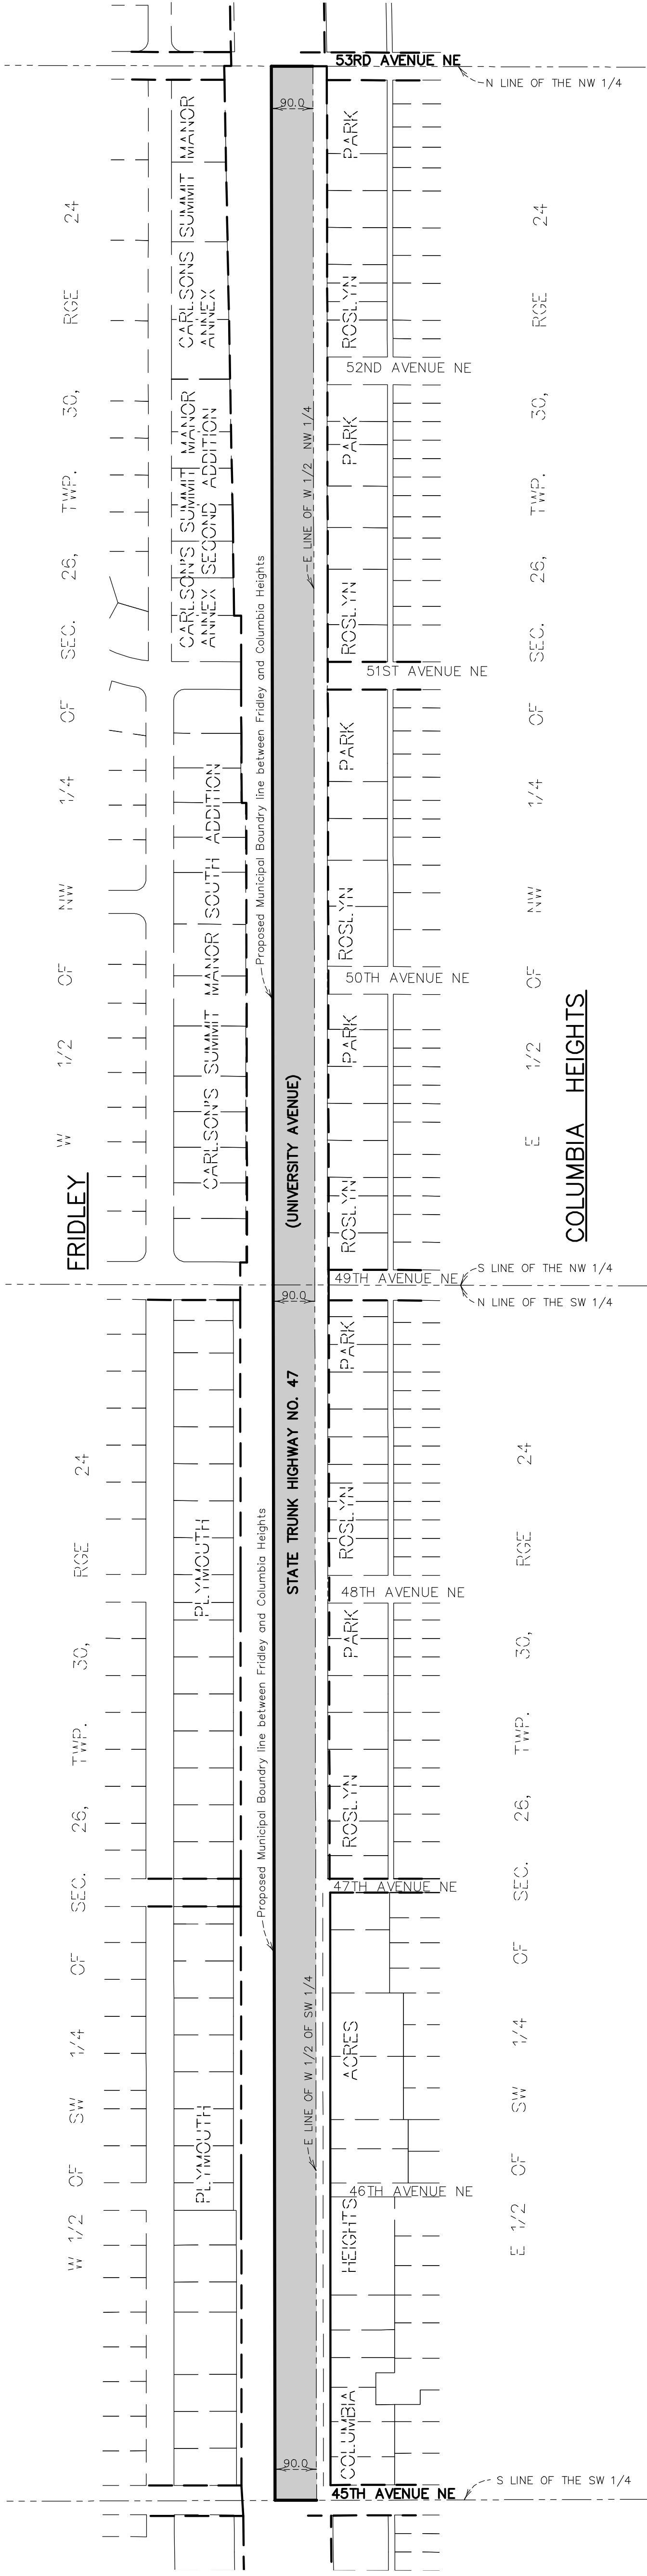 53RD AVENUE NE
N LINE OF THE NW 1/4
90.0
CARLSONS SUMMIT MANOR
ANNEX
PARK
ROSLYN
52ND AVENUE NE
CARLSON'S SUMMIT MANOR
ANNEX SECOND ADDITION
E LINE OF W 1/2 NW 1/4
PARK
ROSLYN
51ST AVENUE NE
Proposed Municipal Boundry line between Fridley and Columbia Heights
PARK
ROSLYN
50TH AVENUE NE
CARLSON'S SUMMIT MANOR SOUTH ADDITION
PARK
ROSLYN
W 1/2 OF NW 1/4 OF SEC. 26, TWP. 30, RGE 24
E 1/2 OF NW 1/4 OF SEC. 26, TWP. 30, RGE 24
FRIDLEY
COLUMBIA HEIGHTS
(UNIVERSITY AVENUE)
S LINE OF THE NW 1/4
49TH AVENUE NE
N LINE OF THE SW 1/4
90.0
PARK
STATE TRUNK HIGHWAY NO. 47
ROSLYN
PLYMOUTH
48TH AVENUE NE
PARK
Proposed Municipal Boundry line between Fridley and Columbia Heights
ROSLYN
47TH AVENUE NE
W 1/2 OF SW 1/4 OF SEC. 26, TWP. 30, RGE 24
E 1/2 OF SW 1/4 OF SEC. 26, TWP. 30, RGE 24
E LINE OF W 1/2 OF SW 1/4
PLYMOUTH
46TH AVENUE NE
COLUMBIA HEIGHTS ACRES
90.0
S LINE OF THE SW 1/4
45TH AVENUE NE